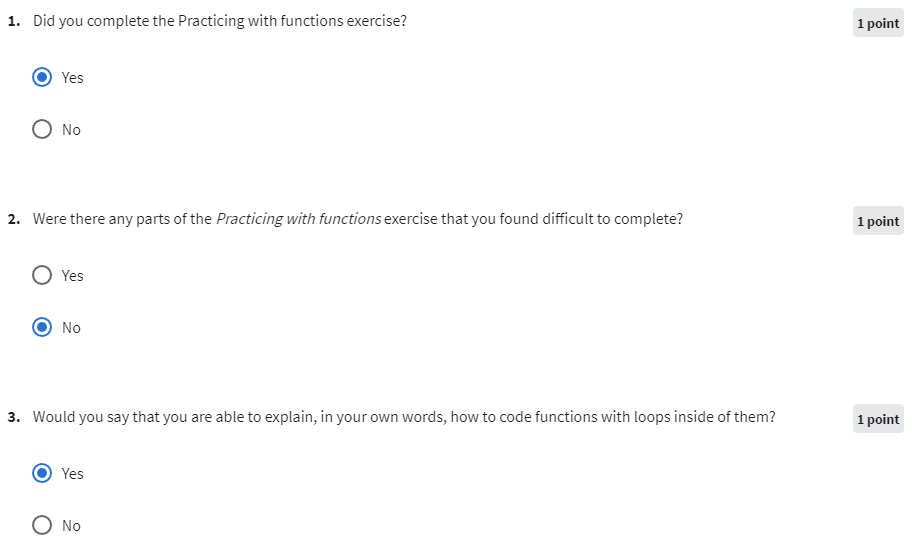 1. Did you complete the Practicing with functions exercise? 1 point
Yes
No
2. Were there any parts of the Practicing with functions exercise that you found difficult to complete? 1 point
Yes
No
3. Would you say that you are able to explain, in your own words, how to code functions with loops inside of them? 1 point
Yes
No